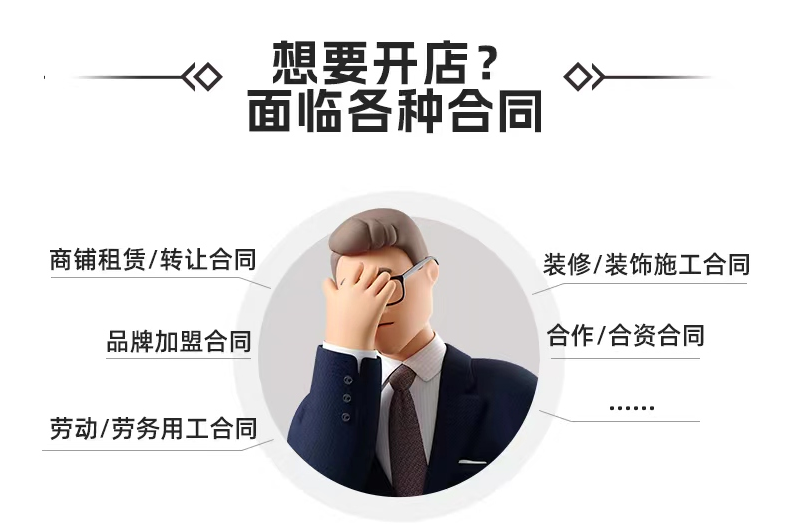 想要开店？
面临各种合同
商铺租赁/转让合同
装修/装饰施工合同
品牌加盟合同
合作/合资合同
劳动/劳务用工合同
······